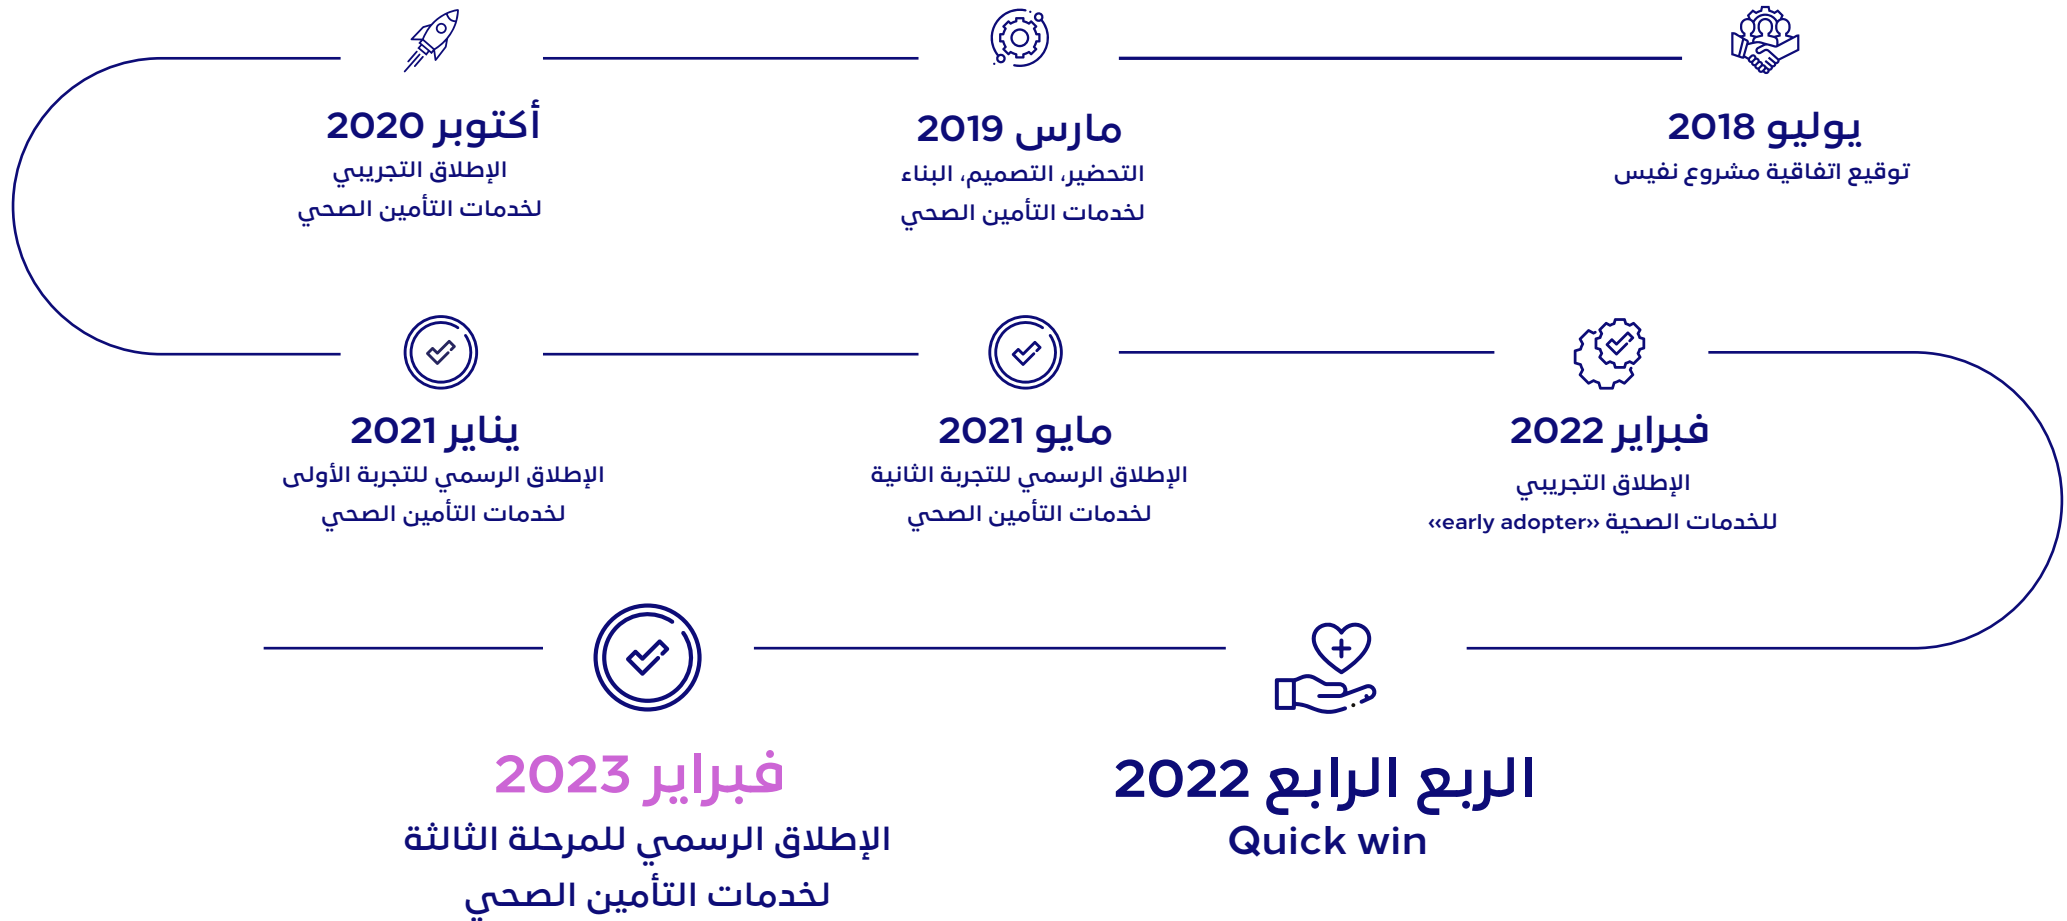 يوليو 2018
توقيع اتفاقية مشروع نفيس
مارس 2019
التحضير، التصميم، البناء
لخدمات التأمين الصحي
أكتوبر 2020
الإطلاق التجريبي
لخدمات التأمين الصحي
يناير 2021
الإطلاق الرسمي للتجربة الأولى
لخدمات التأمين الصحي
مايو 2021
الإطلاق الرسمي للتجربة الثانية
لخدمات التأمين الصحي
فبراير 2022
الإطلاق التجريبي
للخدمات الصحية «early adopter»
الربع الرابع 2022
Quick win
فبراير 2023
الإطلاق الرسمي للمرحلة الثالثة
لخدمات التأمين الصحي